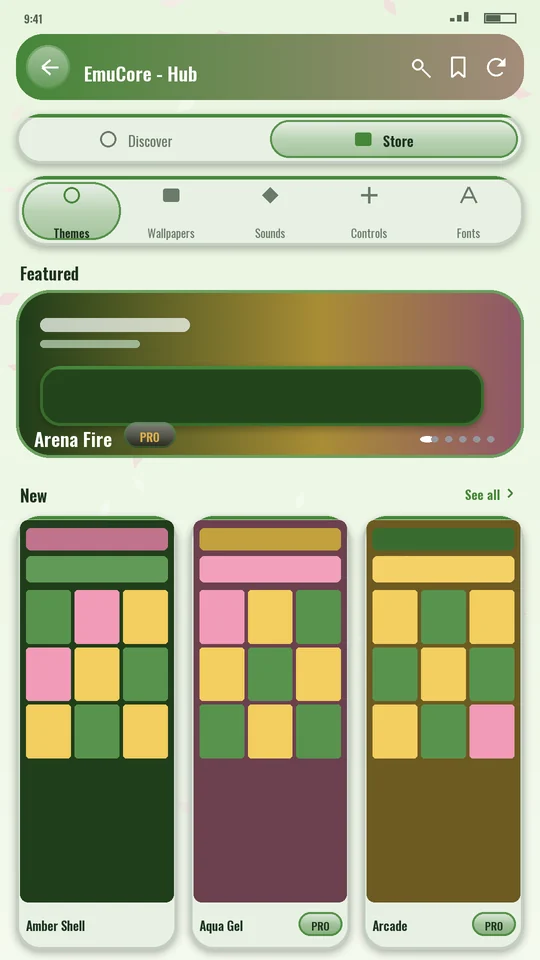 9:41
EmuCore - Hub
Discover
Store
Themes
Wallpapers
Sounds
Controls
Fonts
Featured
Arena Fire
PRO
New
See all
Amber Shell
Aqua Gel
PRO
Arcade
PRO